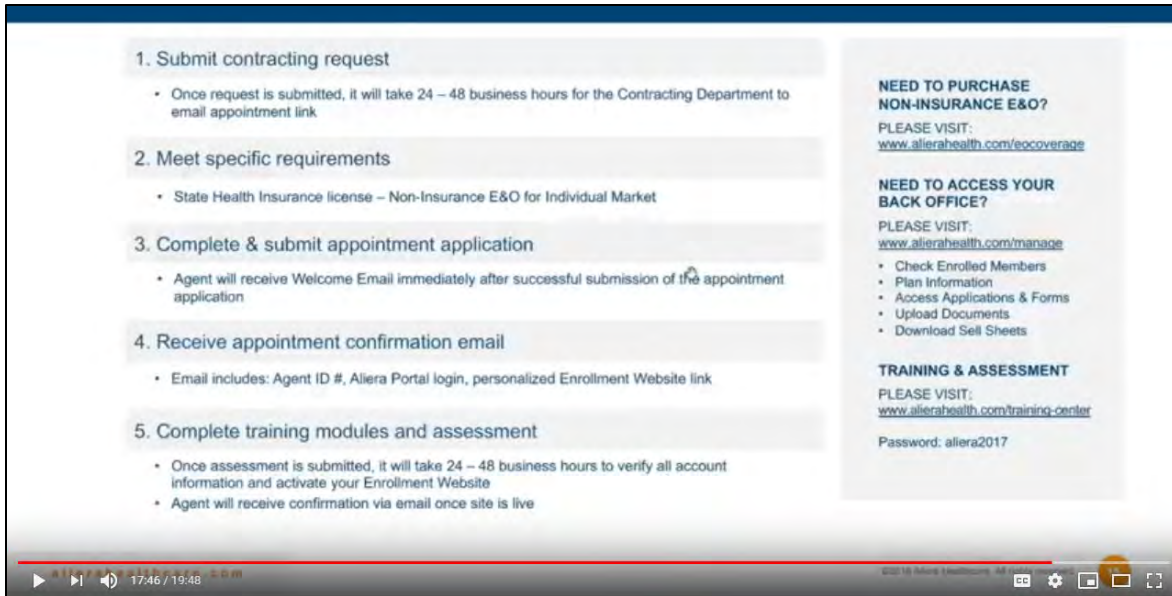 1. Submit contracting request
• Once request is submitted, it will take 24 – 48 business hours for the Contracting Department to
email appointment link
2. Meet specific requirements
• State Health Insurance license – Non-Insurance E&O for Individual Market
3. Complete & submit appointment application
• Agent will receive Welcome Email immediately after successful submission of the appointment
application
4. Receive appointment confirmation email
• Email includes: Agent ID #, Aliera Portal login, personalized Enrollment Website link
5. Complete training modules and assessment
• Once assessment is submitted, it will take 24 – 48 business hours to verify all account
information and activate your Enrollment Website
• Agent will receive confirmation via email once site is live
NEED TO PURCHASE
NON-INSURANCE E&O?
PLEASE VISIT:
www.alierahealth.com/eocoverage
NEED TO ACCESS YOUR
BACK OFFICE?
PLEASE VISIT:
www.alierahealth.com/manage
• Check Enrolled Members
• Plan Information
• Access Applications & Forms
• Upload Documents
• Download Sell Sheets
TRAINING & ASSESSMENT
PLEASE VISIT:
www.alierahealth.com/training-center
Password: aliera2017
alierahealthcare.com
17:46 / 19:48
CC